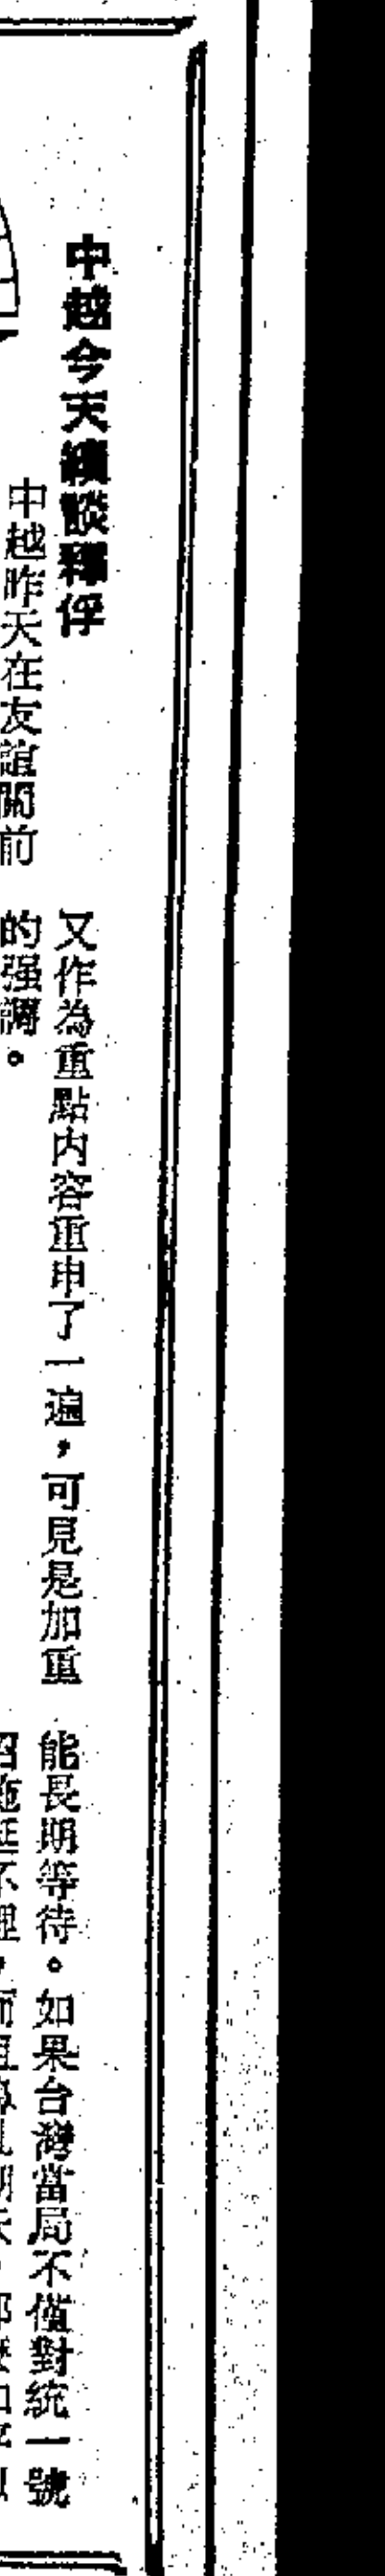 中越今天續談釋俘
中越昨天在友誼關前
又作為重點內容重申了一遍，可見是加重
的强調。
能長期等待。如果台灣當局不僅對統一號